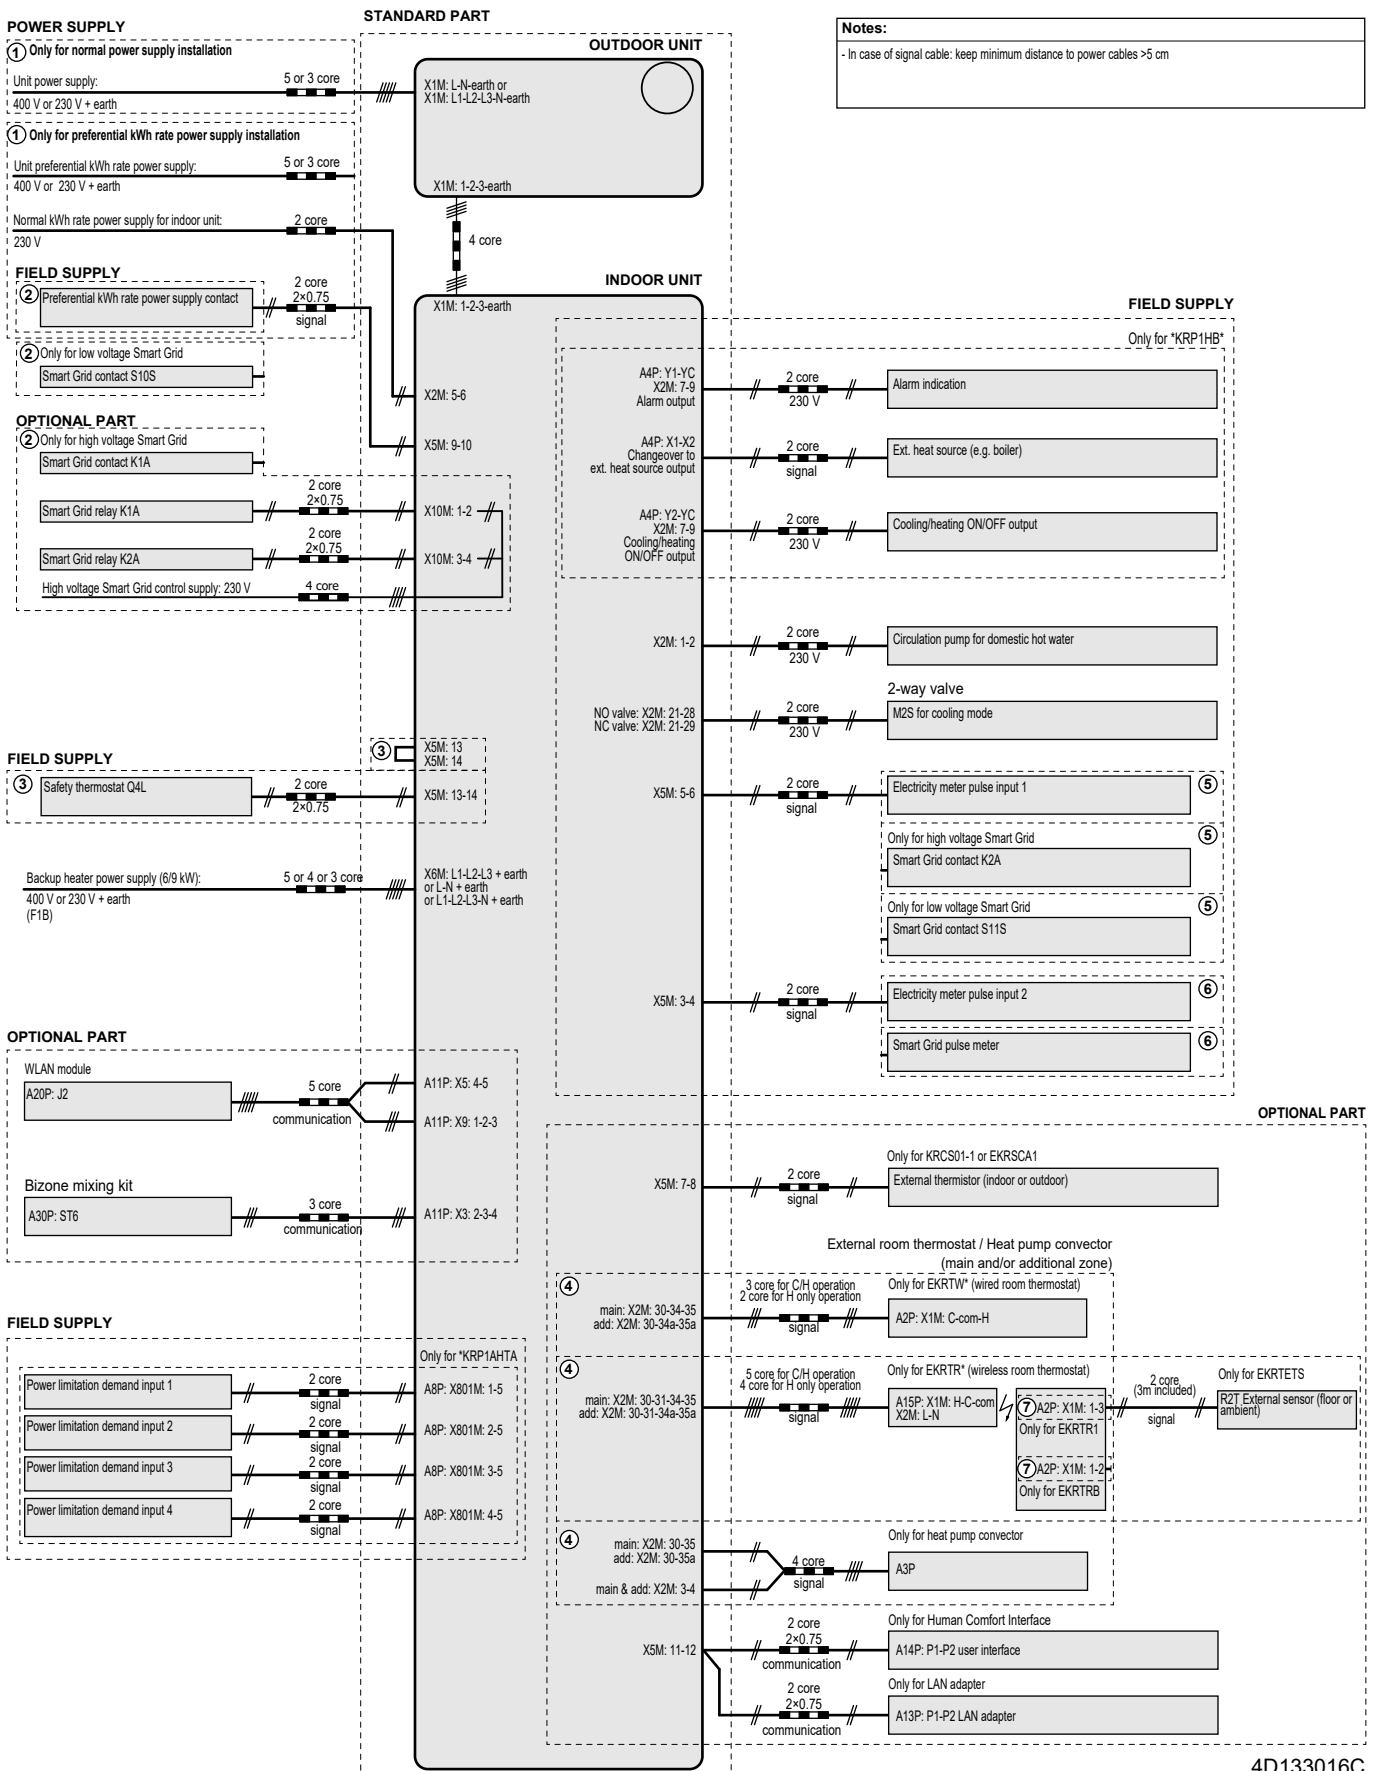 POWER SUPPLY
① Only for normal power supply installation
Unit power supply:
5 or 3 core
400 V or 230 V + earth
① Only for preferential kWh rate power supply installation
Unit preferential kWh rate power supply:
5 or 3 core
400 V or 230 V + earth
Normal kWh rate power supply for indoor unit:
2 core
230 V
FIELD SUPPLY
② Preferential kWh rate power supply contact
2 core
2×0.75
signal
② Only for low voltage Smart Grid
Smart Grid contact S10S
OPTIONAL PART
② Only for high voltage Smart Grid
Smart Grid contact K1A
Smart Grid relay K1A
2 core
2×0.75
Smart Grid relay K2A
2 core
2×0.75
High voltage Smart Grid control supply: 230 V
4 core
FIELD SUPPLY
③ Safety thermostat Q4L
2 core
2×0.75
Backup heater power supply (6/9 kW):
5 or 4 or 3 core
400 V or 230 V + earth
(F1B)
OPTIONAL PART
WLAN module
A20P: J2
5 core
communication
Bizone mixing kit
A30P: ST6
3 core
communication
FIELD SUPPLY
Only for *KRP1AHTA
Power limitation demand input 1
2 core
signal
A8P: X801M: 1-5
Power limitation demand input 2
2 core
signal
A8P: X801M: 2-5
Power limitation demand input 3
2 core
signal
A8P: X801M: 3-5
Power limitation demand input 4
2 core
signal
A8P: X801M: 4-5
STANDARD PART
OUTDOOR UNIT
X1M: L-N-earth or
X1M: L1-L2-L3-N-earth
X1M: 1-2-3-earth
4 core
INDOOR UNIT
X1M: 1-2-3-earth
X2M: 5-6
X5M: 9-10
X10M: 1-2
X10M: 3-4
③
X5M: 13
X5M: 14
X5M: 13-14
X6M: L1-L2-L3 + earth
or L-N + earth
or L1-L2-L3-N + earth
A11P: X5: 4-5
A11P: X9: 1-2-3
A11P: X3: 2-3-4
Notes:
- In case of signal cable: keep minimum distance to power cables >5 cm
FIELD SUPPLY
Only for *KRP1HB*
A4P: Y1-YC
X2M: 7-9
Alarm output
2 core
230 V
Alarm indication
A4P: X1-X2
Changeover to
ext. heat source output
2 core
signal
Ext. heat source (e.g. boiler)
A4P: Y2-YC
X2M: 7-9
Cooling/heating
ON/OFF output
2 core
230 V
Cooling/heating ON/OFF output
X2M: 1-2
2 core
230 V
Circulation pump for domestic hot water
2-way valve
NO valve: X2M: 21-28
NC valve: X2M: 21-29
2 core
230 V
M2S for cooling mode
X5M: 5-6
2 core
signal
Electricity meter pulse input 1
⑤
Only for high voltage Smart Grid
⑤
Smart Grid contact K2A
Only for low voltage Smart Grid
⑤
Smart Grid contact S11S
X5M: 3-4
2 core
signal
Electricity meter pulse input 2
⑥
Smart Grid pulse meter
⑥
OPTIONAL PART
Only for KRCS01-1 or EKRSCA1
X5M: 7-8
2 core
signal
External thermistor (indoor or outdoor)
External room thermostat / Heat pump convector
(main and/or additional zone)
④
main: X2M: 30-34-35
add: X2M: 30-34a-35a
3 core for C/H operation
2 core for H only operation
signal
Only for EKRTW* (wired room thermostat)
A2P: X1M: C-com-H
④
main: X2M: 30-31-34-35
add: X2M: 30-31-34a-35a
5 core for C/H operation
4 core for H only operation
signal
Only for EKRTR* (wireless room thermostat)
A15P: X1M: H-C-com
X2M: L-N
⑦ A2P: X1M: 1-3
Only for EKRTR1
⑦ A2P: X1M: 1-2
Only for EKRTRB
2 core
(3m included)
signal
Only for EKRTETS
R2T External sensor (floor or
ambient)
④
main: X2M: 30-35
add: X2M: 30-35a
main & add: X2M: 3-4
4 core
signal
Only for heat pump convector
A3P
X5M: 11-12
2 core
2×0.75
communication
Only for Human Comfort Interface
A14P: P1-P2 user interface
2 core
2×0.75
communication
Only for LAN adapter
A13P: P1-P2 LAN adapter
4D133016C